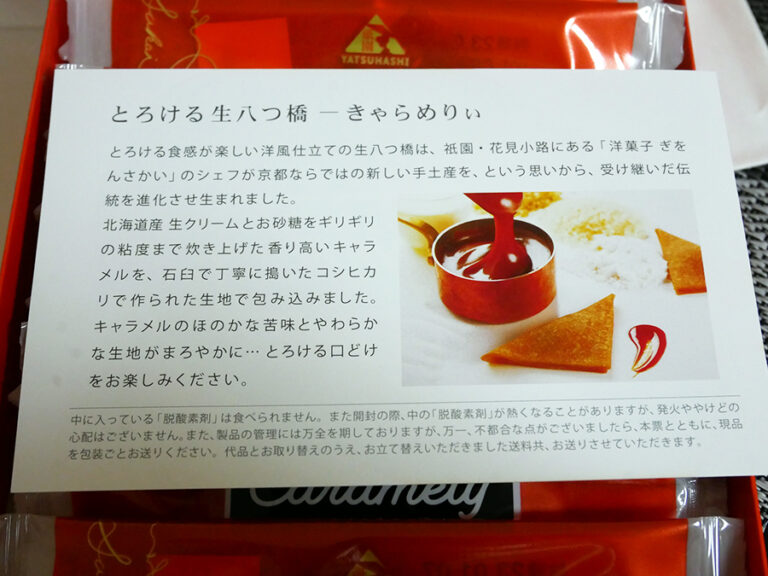 祇園
YATSUHASHI
とろける生八つ橋 ― きゃらめりぃ
とろける食感が楽しい洋風仕立ての生八つ橋は、祇園・花見小路にある「洋菓子 ぎを
んさかい」のシェフが京都ならではの新しい手土産を、という思いから、受け継いだ伝
統を進化させ生まれました。
北海道産 生クリームとお砂糖をギリギリ
の粘度まで炊き上げた香り高いキャラ
メルを、石臼で丁寧に搗いたコシヒカ
リで作られた生地で包み込みました。
キャラメルのほのかな苦味とやわらか
な生地がまろやかに… とろける口どけ
をお楽しみください。
中に入っている「脱酸素剤」は食べられません。また開封の際、中の「脱酸素剤」が熱くなることがありますが、発火ややけどの
心配はございません。また、製品の管理には万全を期しておりますが、万一、不都合な点がございましたら、本票とともに、現品
を包装ごとお送りください。代品とお取り替えのうえ、お立て替えいただきました送料共、お送りさせていただきます。
Caramely